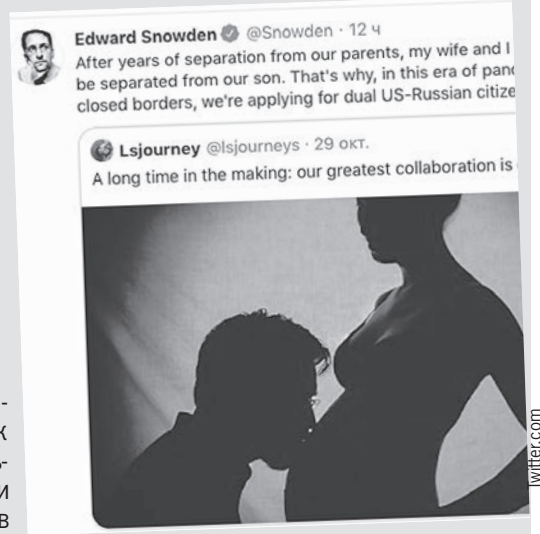 Edward Snowden @Snowden · 12 ч
After years of separation from our parents, my wife and I
be separated from our son. That's why, in this era of pand
closed borders, we're applying for dual US-Russian citize
Lsjourney @lsjourneys · 29 окт.
A long time in the making: our greatest collaboration is
Twitter.com
-
К
-
И
В